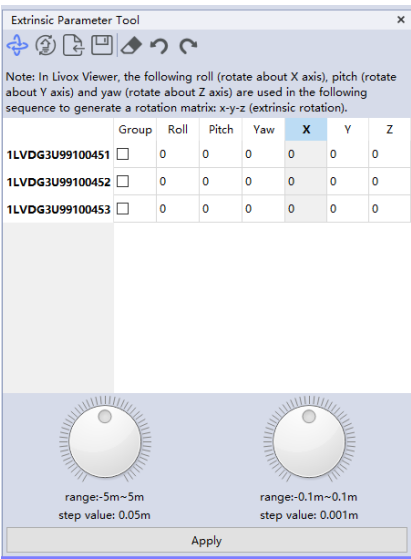 Extrinsic Parameter Tool ×
Note: In Livox Viewer, the following roll (rotate about X axis), pitch (rotate
about Y axis) and yaw (rotate about Z axis) are used in the following
sequence to generate a rotation matrix: x-y-z (extrinsic rotation).
Group Roll Pitch Yaw X Y Z
1LVDG3U99100451 0 0 0 0 0 0
1LVDG3U99100452 0 0 0 0 0 0
1LVDG3U99100453 0 0 0 0 0 0
range:-5m~5m range:-0.1m~0.1m
step value: 0.05m step value: 0.001m
Apply